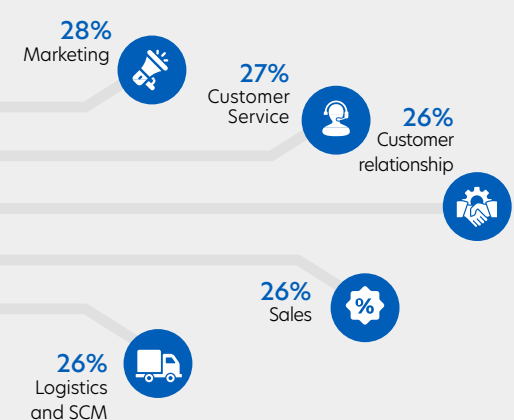 28%
Marketing
27%
Customer
Service
26%
Customer
relationship
26%
Sales
%
26%
Logistics
and SCM